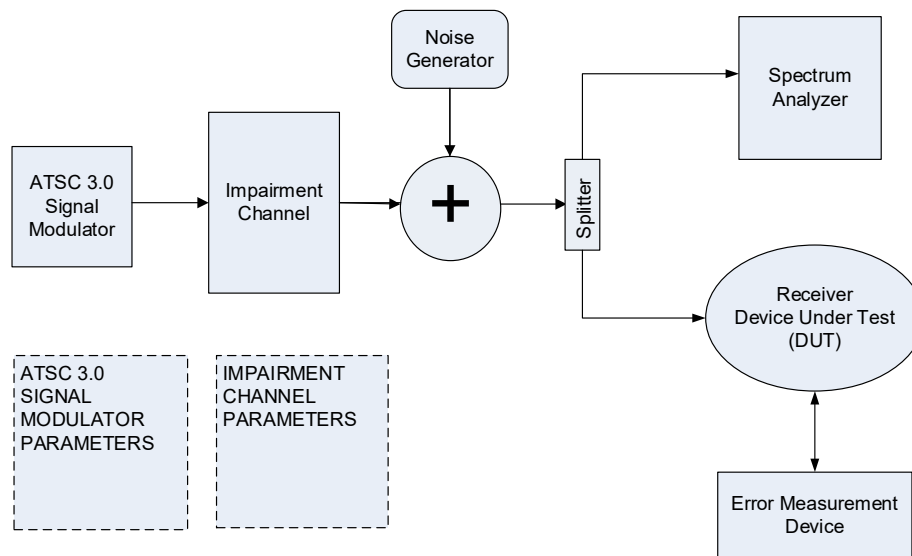 Noise
Generator
Spectrum
Analyzer
ATSC 3.0
Signal
Modulator
Impairment
Channel
+
Splitter
Receiver
Device Under Test
(DUT)
ATSC 3.0
SIGNAL
MODULATOR
PARAMETERS
IMPAIRMENT
CHANNEL
PARAMETERS
Error Measurement
Device